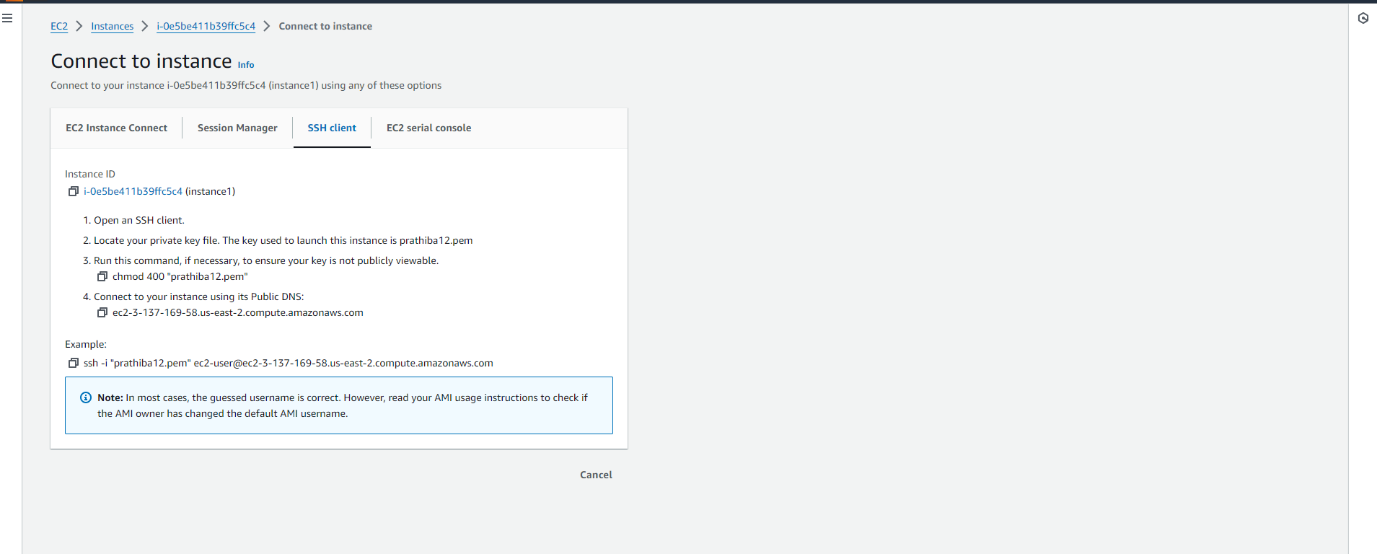 EC2 > Instances > i-0e5be411b39ffc5c4 > Connect to instance
Connect to instance Info
Connect to your instance i-0e5be411b39ffc5c4 (instance1) using any of these options
EC2 Instance Connect Session Manager SSH client EC2 serial console
Instance ID
i-0e5be411b39ffc5c4 (instance1)
1. Open an SSH client.
2. Locate your private key file. The key used to launch this instance is prathiba12.pem
3. Run this command, if necessary, to ensure your key is not publicly viewable.
chmod 400 "prathiba12.pem"
4. Connect to your instance using its Public DNS:
ec2-3-137-169-58.us-east-2.compute.amazonaws.com
Example:
ssh -i "prathiba12.pem" ec2-user@ec2-3-137-169-58.us-east-2.compute.amazonaws.com
Note: In most cases, the guessed username is correct. However, read your AMI usage instructions to check if
the AMI owner has changed the default AMI username.
Cancel